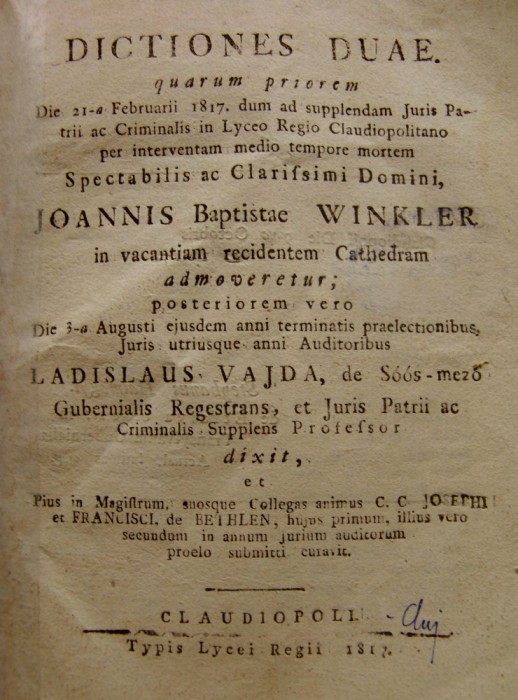 DICTIONES DUAE.
quarum priorem
Die 21-a Februarii 1817. dum ad supplendam Juris Pa-
trii ac Criminalis in Lyceo Regio Claudiopolitano
per interventam medio tempore mortem
Spectabilis ac Clarissimi Domini,
JOANNIS Baptistae WINKLER
in vacantiam recidentem Cathedram
admoveretur;
posteriorem vero
Die 3-a Augusti ejusdem anni terminatis praelectionibus,
Juris utriusque anni Auditoribus
LADISLAUS VAJDA, de Sóós-mező
Gubernialis Regestrans, et Juris Patrii ac
Criminalis Supplens Professor
dixit,
et
Pius in Magistrum, suosque Collegas animus C. C. JOSEPHI
et FRANCISCI, de BETHLEN, hujus primum, illius vero
secundum in annum jurium auditorum
proelo submitti curavit.
CLAUDIOPOLI - Cluj
Typis Lycei Regii 1817.